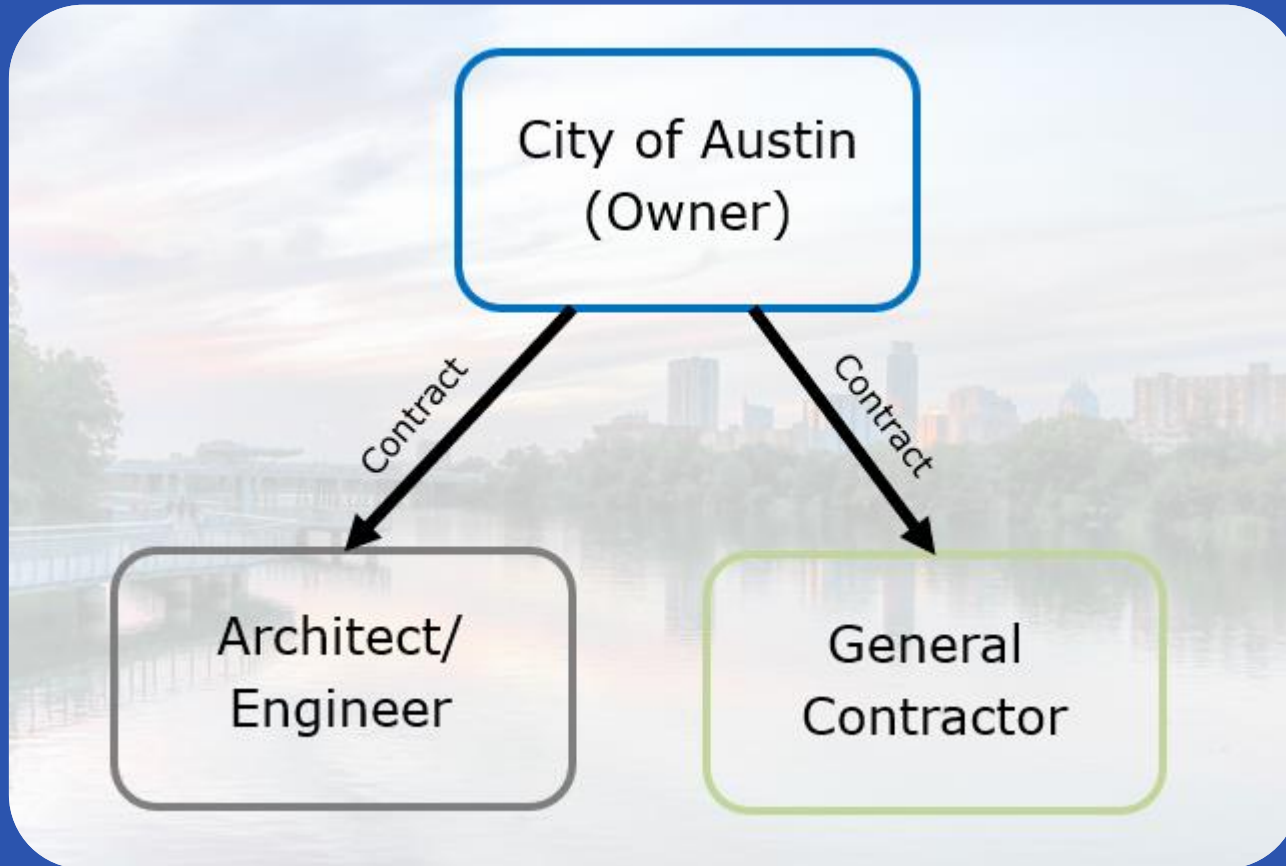 City of Austin
(Owner)
Contract
Contract
Architect/
Engineer
General
Contractor